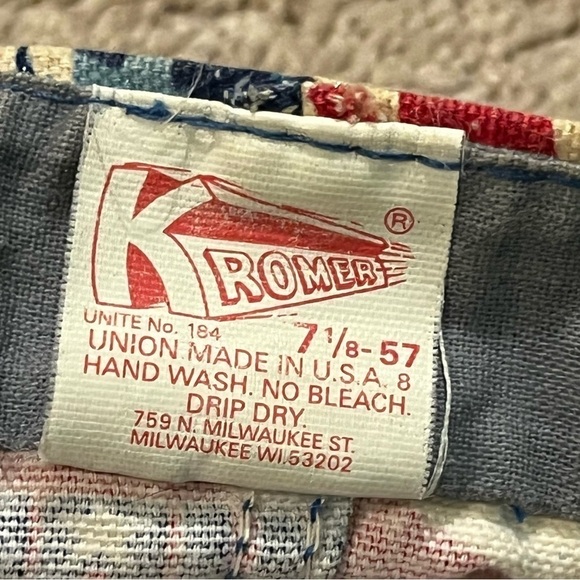 KROMER ®
UNITE No. 184 7 1/8-57
UNION MADE IN U.S.A. 8
HAND WASH. NO BLEACH.
DRIP DRY.
759 N. MILWAUKEE ST.
MILWAUKEE WI.53202